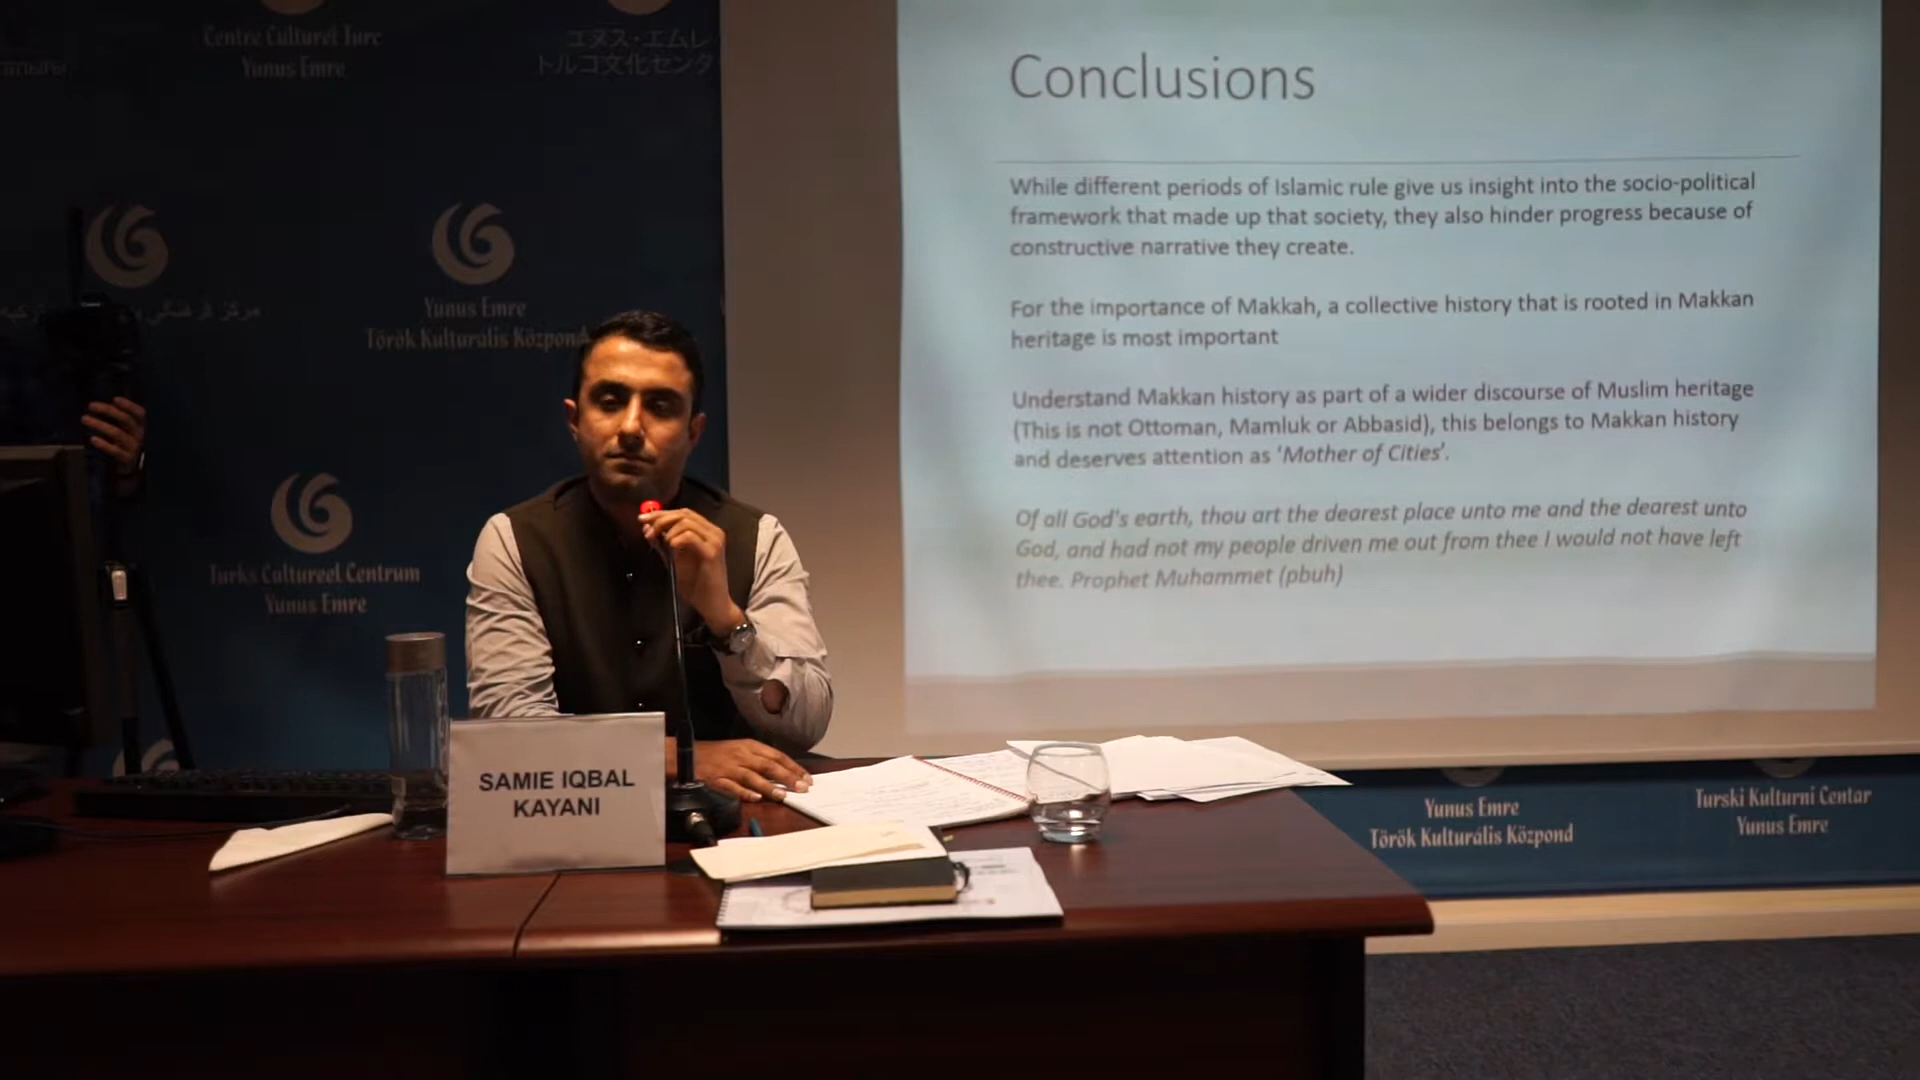 Centre Culturel Turc
Yunus Emre
エヌス・エムレ
トルコ文化センタ
Yunus Emre
Török Kulturális Közpond
Turks Cultureel Centrum
Yunus Emre
Conclusions
While different periods of Islamic rule give us insight into the socio-political
framework that made up that society, they also hinder progress because of
constructive narrative they create.
For the importance of Makkah, a collective history that is rooted in Makkan
heritage is most important
Understand Makkan history as part of a wider discourse of Muslim heritage
(This is not Ottoman, Mamluk or Abbasid), this belongs to Makkan history
and deserves attention as ‘Mother of Cities’.
Of all God's earth, thou art the dearest place unto me and the dearest unto
God, and had not my people driven me out from thee I would not have left
thee. Prophet Muhammet (pbuh)
SAMIE IQBAL
KAYANI
Yunus Emre
Török Kulturális Közpond
Turski Kulturni Centar
Yunus Emre